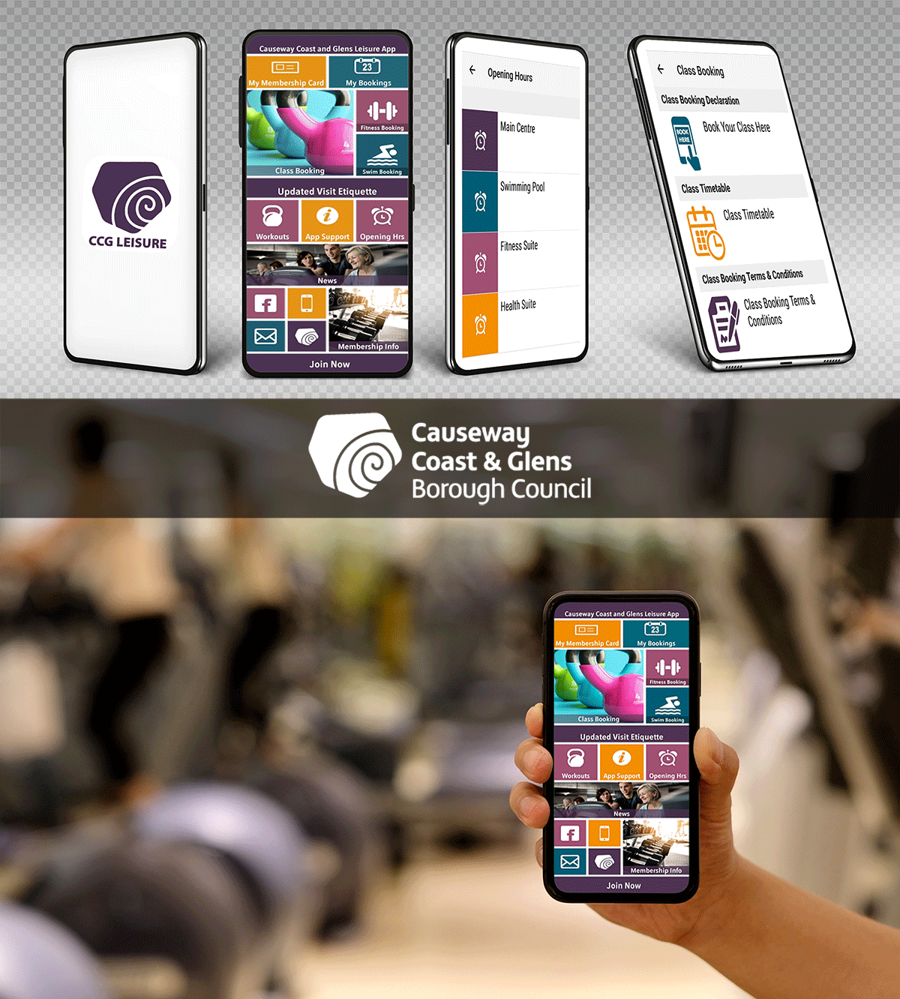 CCG LEISURE
Causeway Coast and Glens Leisure App
My Membership Card
23
My Bookings
Fitness Booking
Class Booking
4
Swim Booking
Updated Visit Etiquette
Workouts
App Support
Opening Hrs
News
Membership Info
Join Now
Opening Hours
Main Centre
Swimming Pool
Fitness Suite
Health Suite
Class Booking
Class Booking Declaration
BOOK
HERE
Book Your Class Here
Class Timetable
Class Timetable
Class Booking Terms & Conditions
Class Booking Terms &
Conditions
Causeway
Coast & Glens
Borough Council
Causeway Coast and Glens Leisure App
My Membership Card
23
My Bookings
Fitness Booking
4
Class Booking
Swim Booking
Updated Visit Etiquette
Workouts
App Support
Opening Hrs
News
Membership Info
Join Now